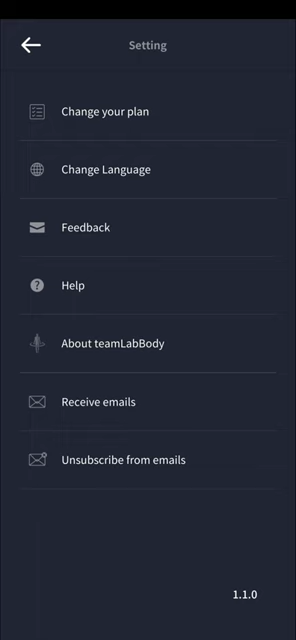 Setting
Change your plan
Change Language
Feedback
Help
About teamLabBody
Receive emails
Unsubscribe from emails
1.1.0